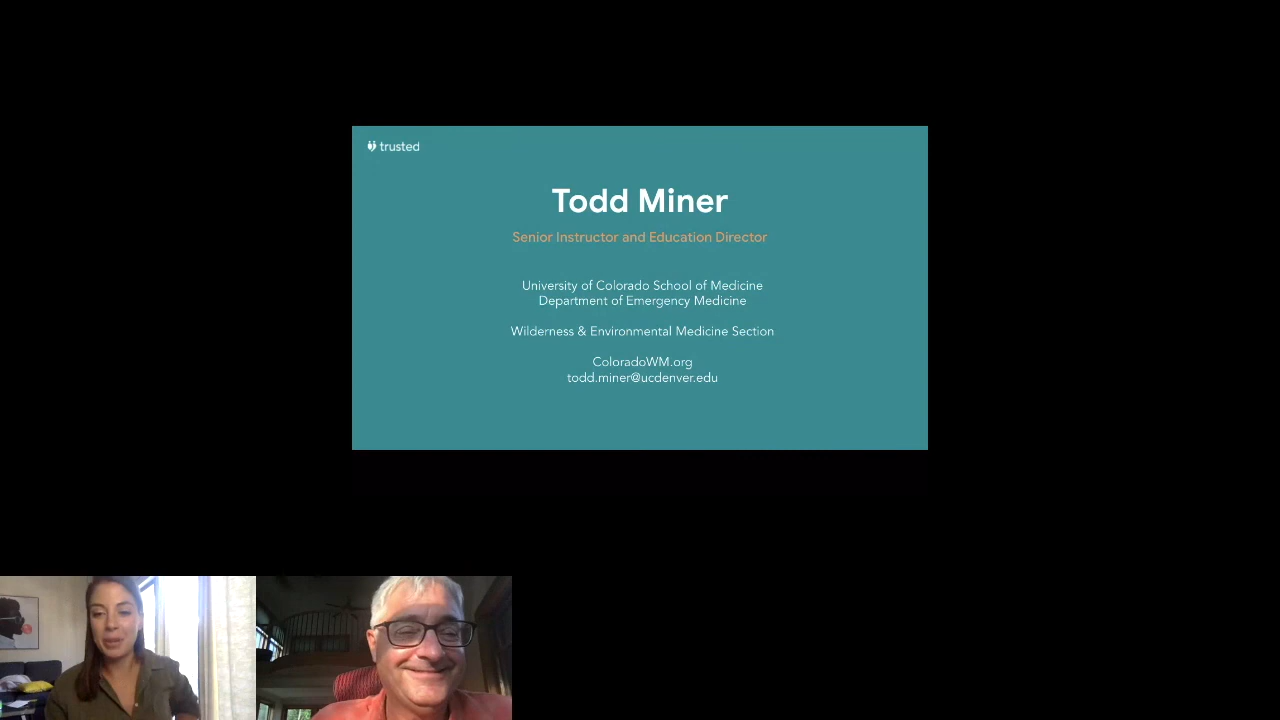 trusted
Todd Miner
Senior Instructor and Education Director
University of Colorado School of Medicine
Department of Emergency Medicine
Wilderness & Environmental Medicine Section
ColoradoWM.org
todd.miner@ucdenver.edu